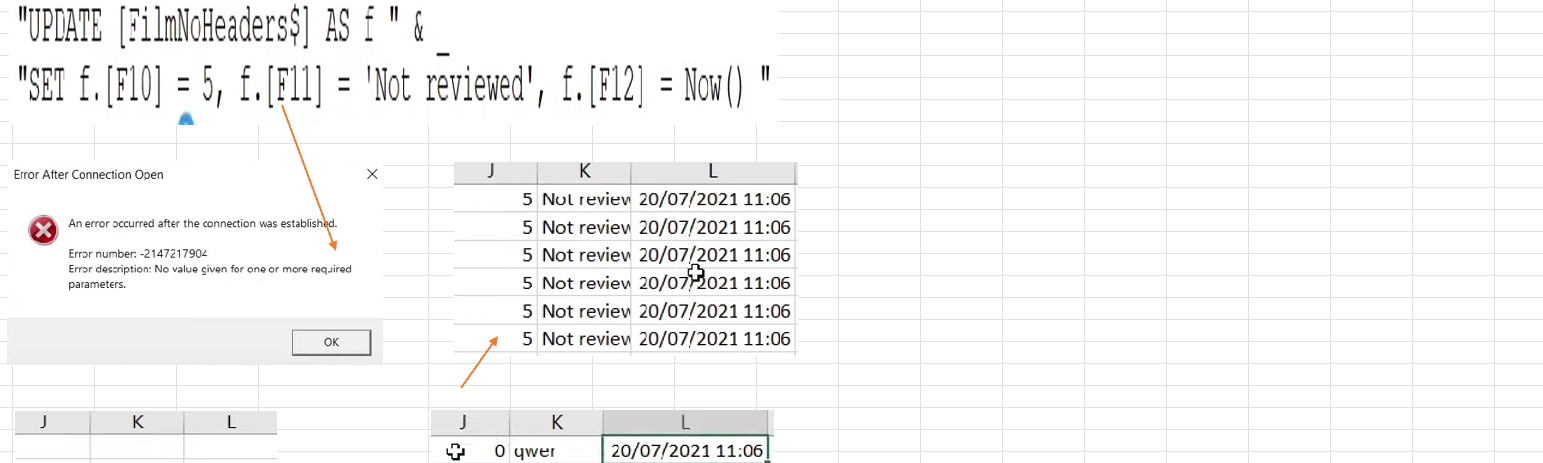 "UPDATE [FilmNoHeaders$] AS f " & _
"SET f.[F10] = 5, f.[F11] = 'Not reviewed', f.[F12] = Now() "
Error After Connection Open
An error occurred after the connection was established.
Error number: -2147217904
Error description: No value given for one or more required
parameters.
OK
J K L
5 Not review 20/07/2021 11:06
5 Not review 20/07/2021 11:06
5 Not review 20/07/2021 11:06
5 Not review 20/07/2021 11:06
5 Not review 20/07/2021 11:06
5 Not review 20/07/2021 11:06
J K L
J K L
0 qwer 20/07/2021 11:06